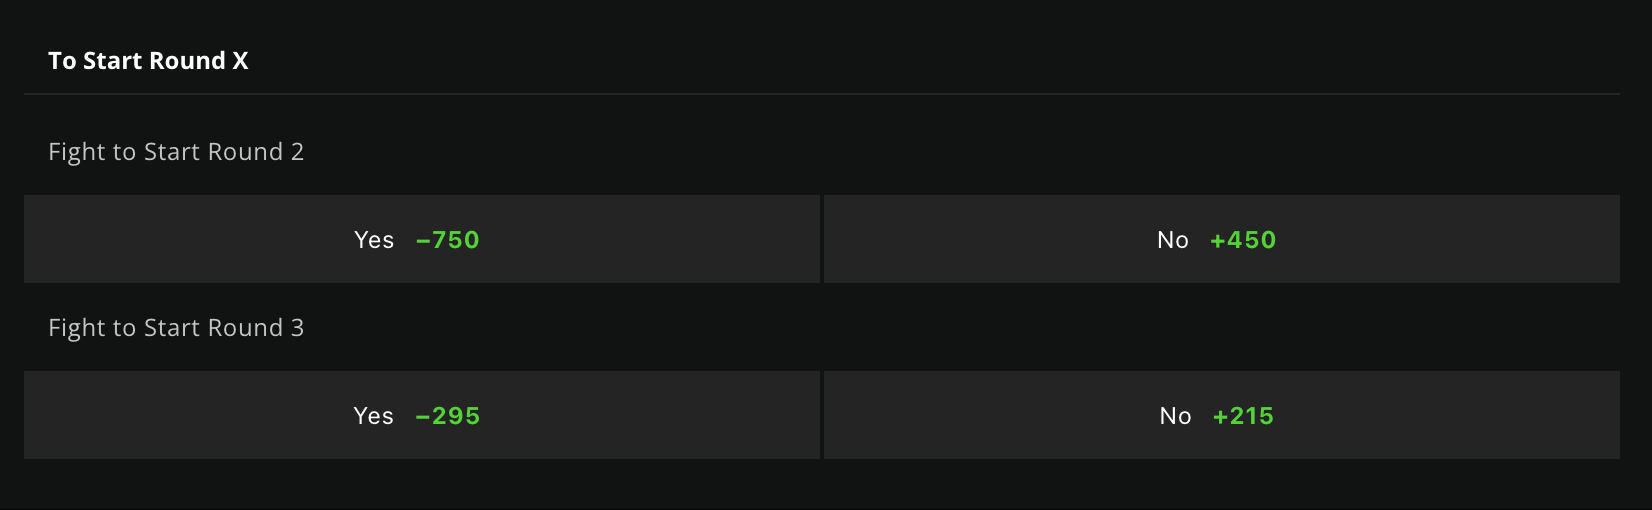 To Start Round X
Fight to Start Round 2
Yes −750 No +450
Fight to Start Round 3
Yes −295 No +215